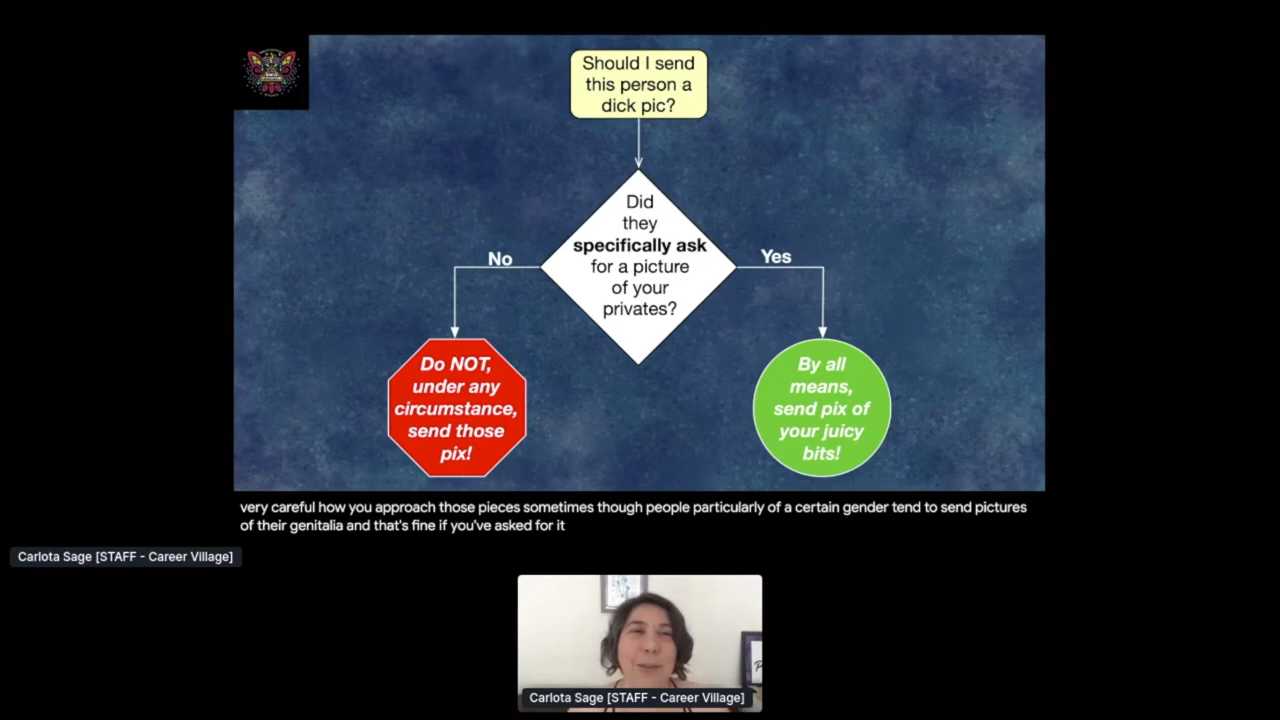 Should I send
this person a
dick pic?
Did
they
specifically ask
for a picture
of your
privates?
No
Yes
Do NOT,
under any
circumstance,
send those
pix!
By all
means,
send pix of
your juicy
bits!
very careful how you approach those pieces sometimes though people particularly of a certain gender tend to send pictures
of their genitalia and that's fine if you've asked for it
Carlota Sage [STAFF - Career Village]
Carlota Sage [STAFF - Career Village]